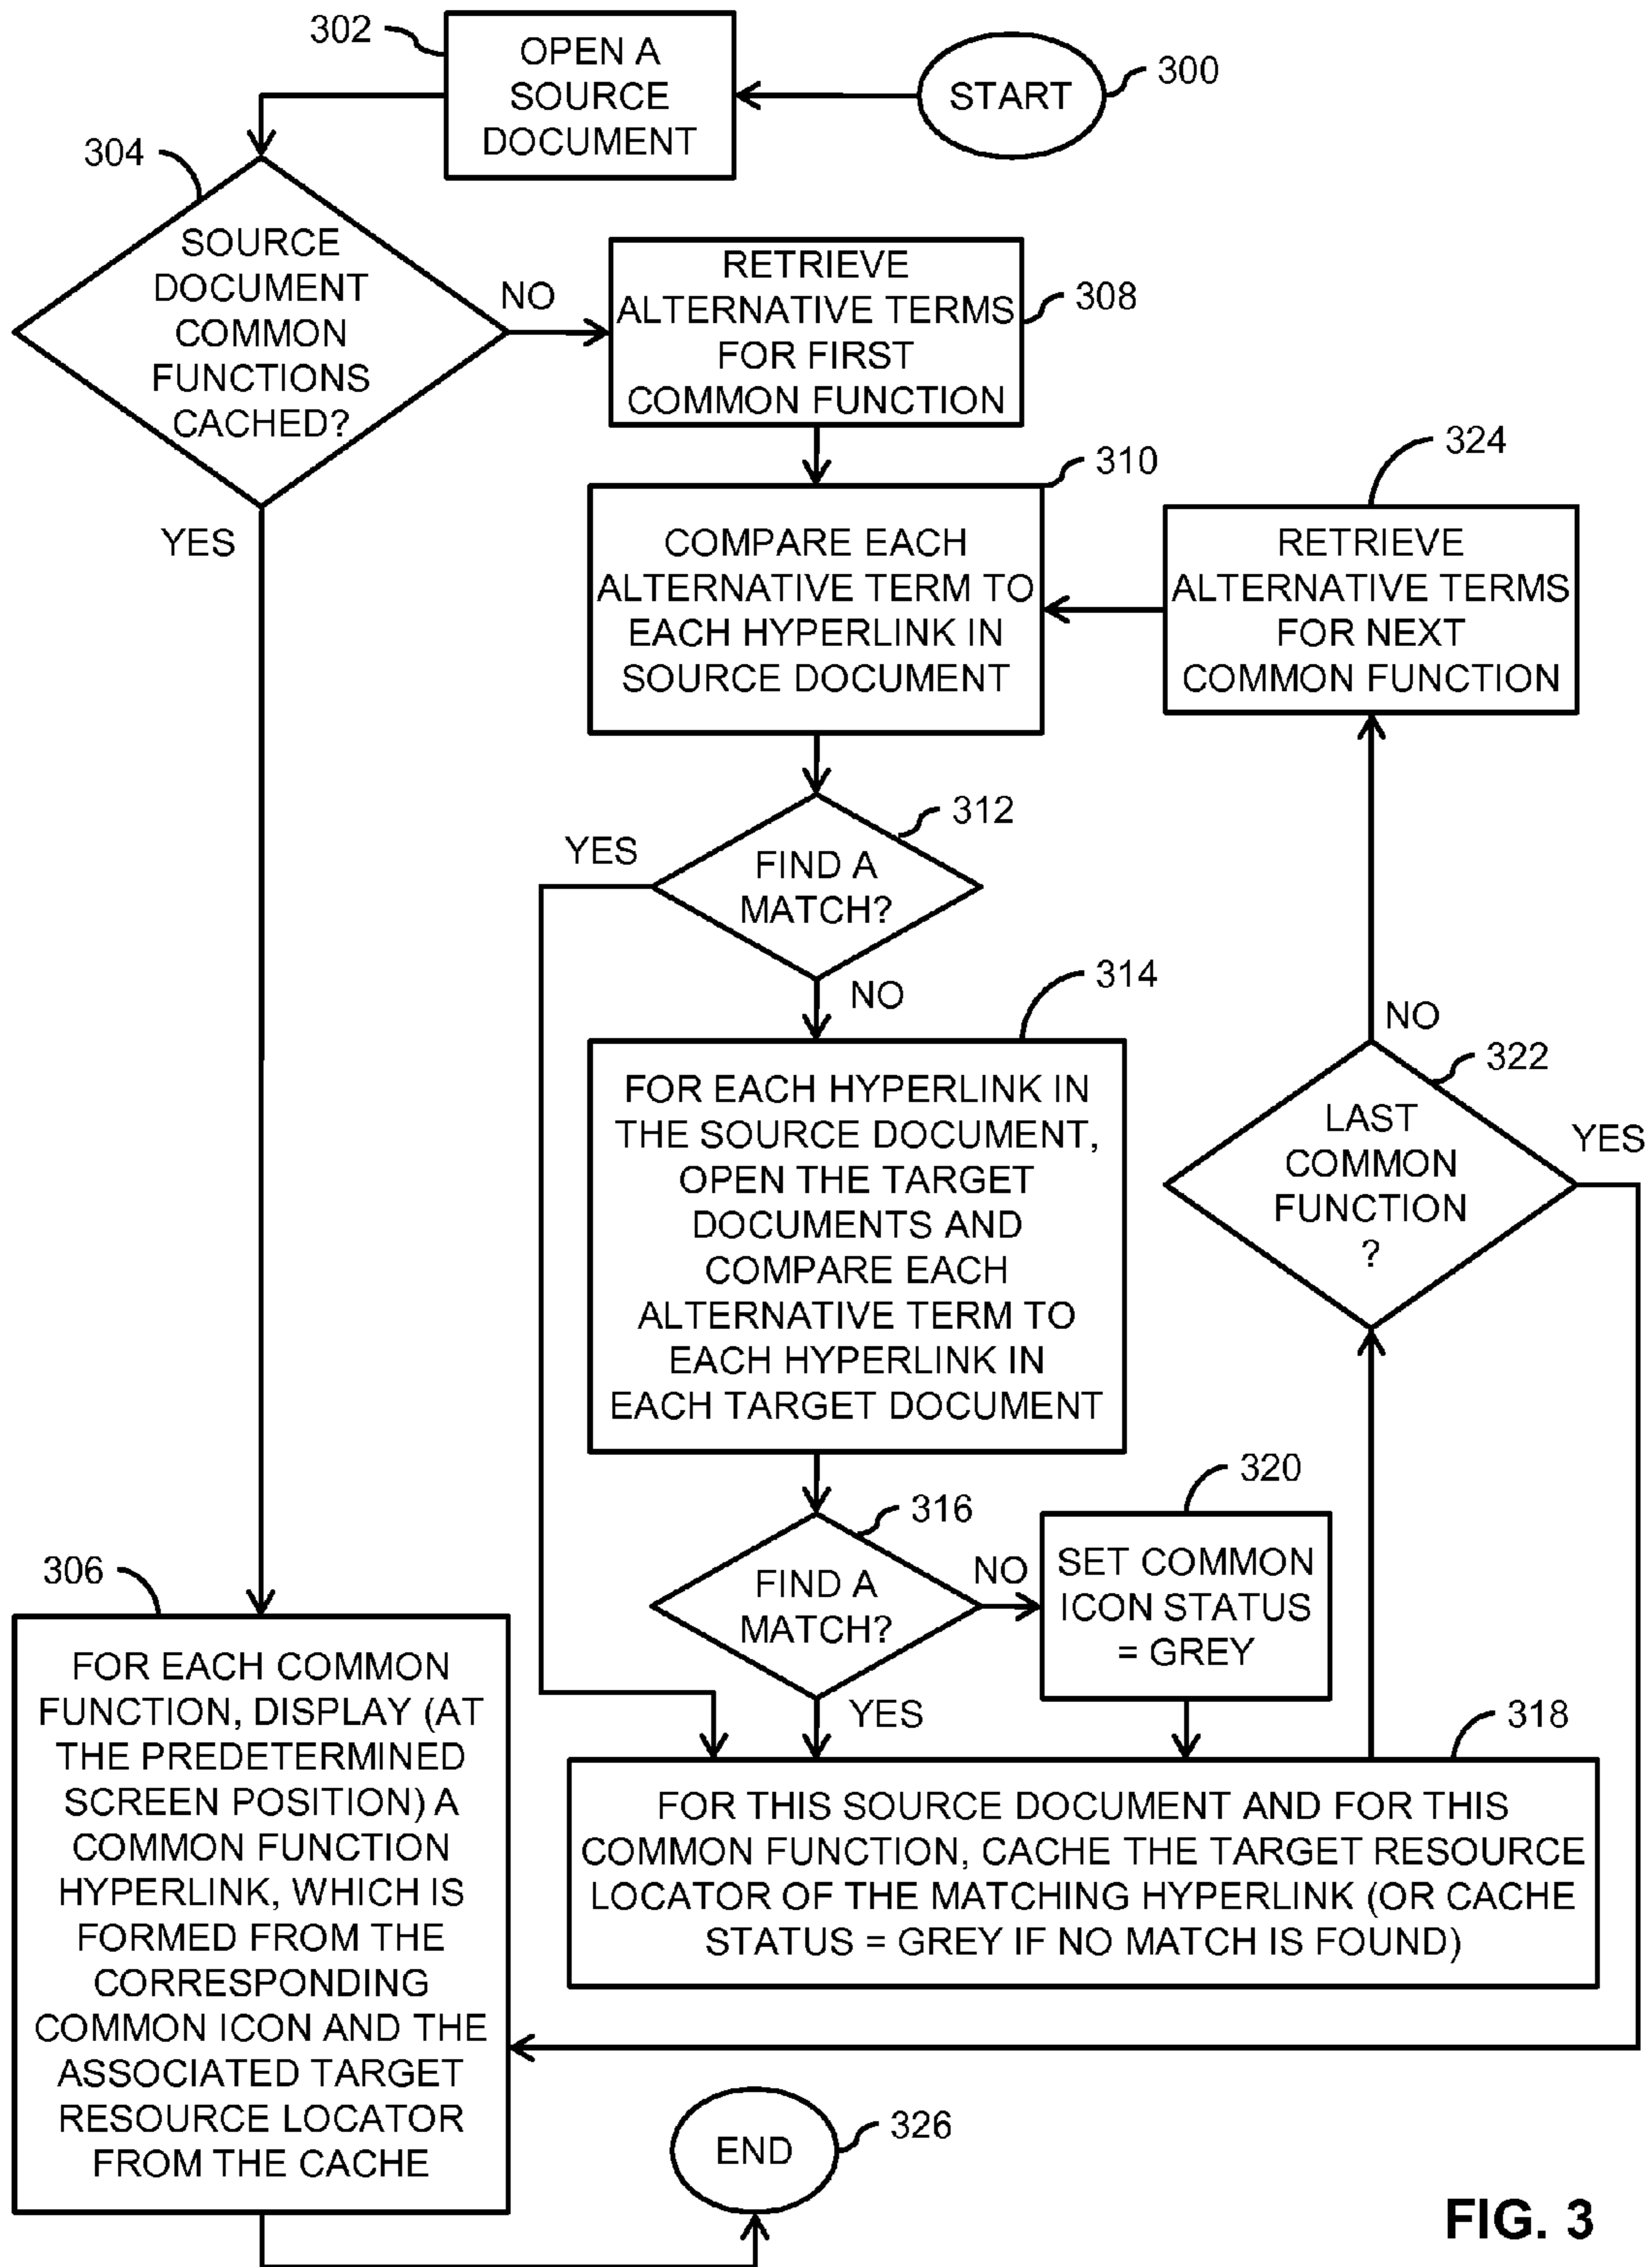 302
OPEN A
SOURCE
DOCUMENT
START
300
304
SOURCE
DOCUMENT
COMMON
FUNCTIONS
CACHED?
NO
YES
RETRIEVE
ALTERNATIVE TERMS
FOR FIRST
COMMON FUNCTION
308
310
COMPARE EACH
ALTERNATIVE TERM TO
EACH HYPERLINK IN
SOURCE DOCUMENT
324
RETRIEVE
ALTERNATIVE TERMS
FOR NEXT
COMMON FUNCTION
312
YES
FIND A
MATCH?
NO
314
FOR EACH HYPERLINK IN
THE SOURCE DOCUMENT,
OPEN THE TARGET
DOCUMENTS AND
COMPARE EACH
ALTERNATIVE TERM TO
EACH HYPERLINK IN
EACH TARGET DOCUMENT
NO
322
LAST
COMMON
FUNCTION
?
YES
316
FIND A
MATCH?
NO
YES
320
SET COMMON
ICON STATUS
= GREY
318
FOR THIS SOURCE DOCUMENT AND FOR THIS
COMMON FUNCTION, CACHE THE TARGET RESOURCE
LOCATOR OF THE MATCHING HYPERLINK (OR CACHE
STATUS = GREY IF NO MATCH IS FOUND)
306
FOR EACH COMMON
FUNCTION, DISPLAY (AT
THE PREDETERMINED
SCREEN POSITION) A
COMMON FUNCTION
HYPERLINK, WHICH IS
FORMED FROM THE
CORRESPONDING
COMMON ICON AND THE
ASSOCIATED TARGET
RESOURCE LOCATOR
FROM THE CACHE
END
326
FIG. 3